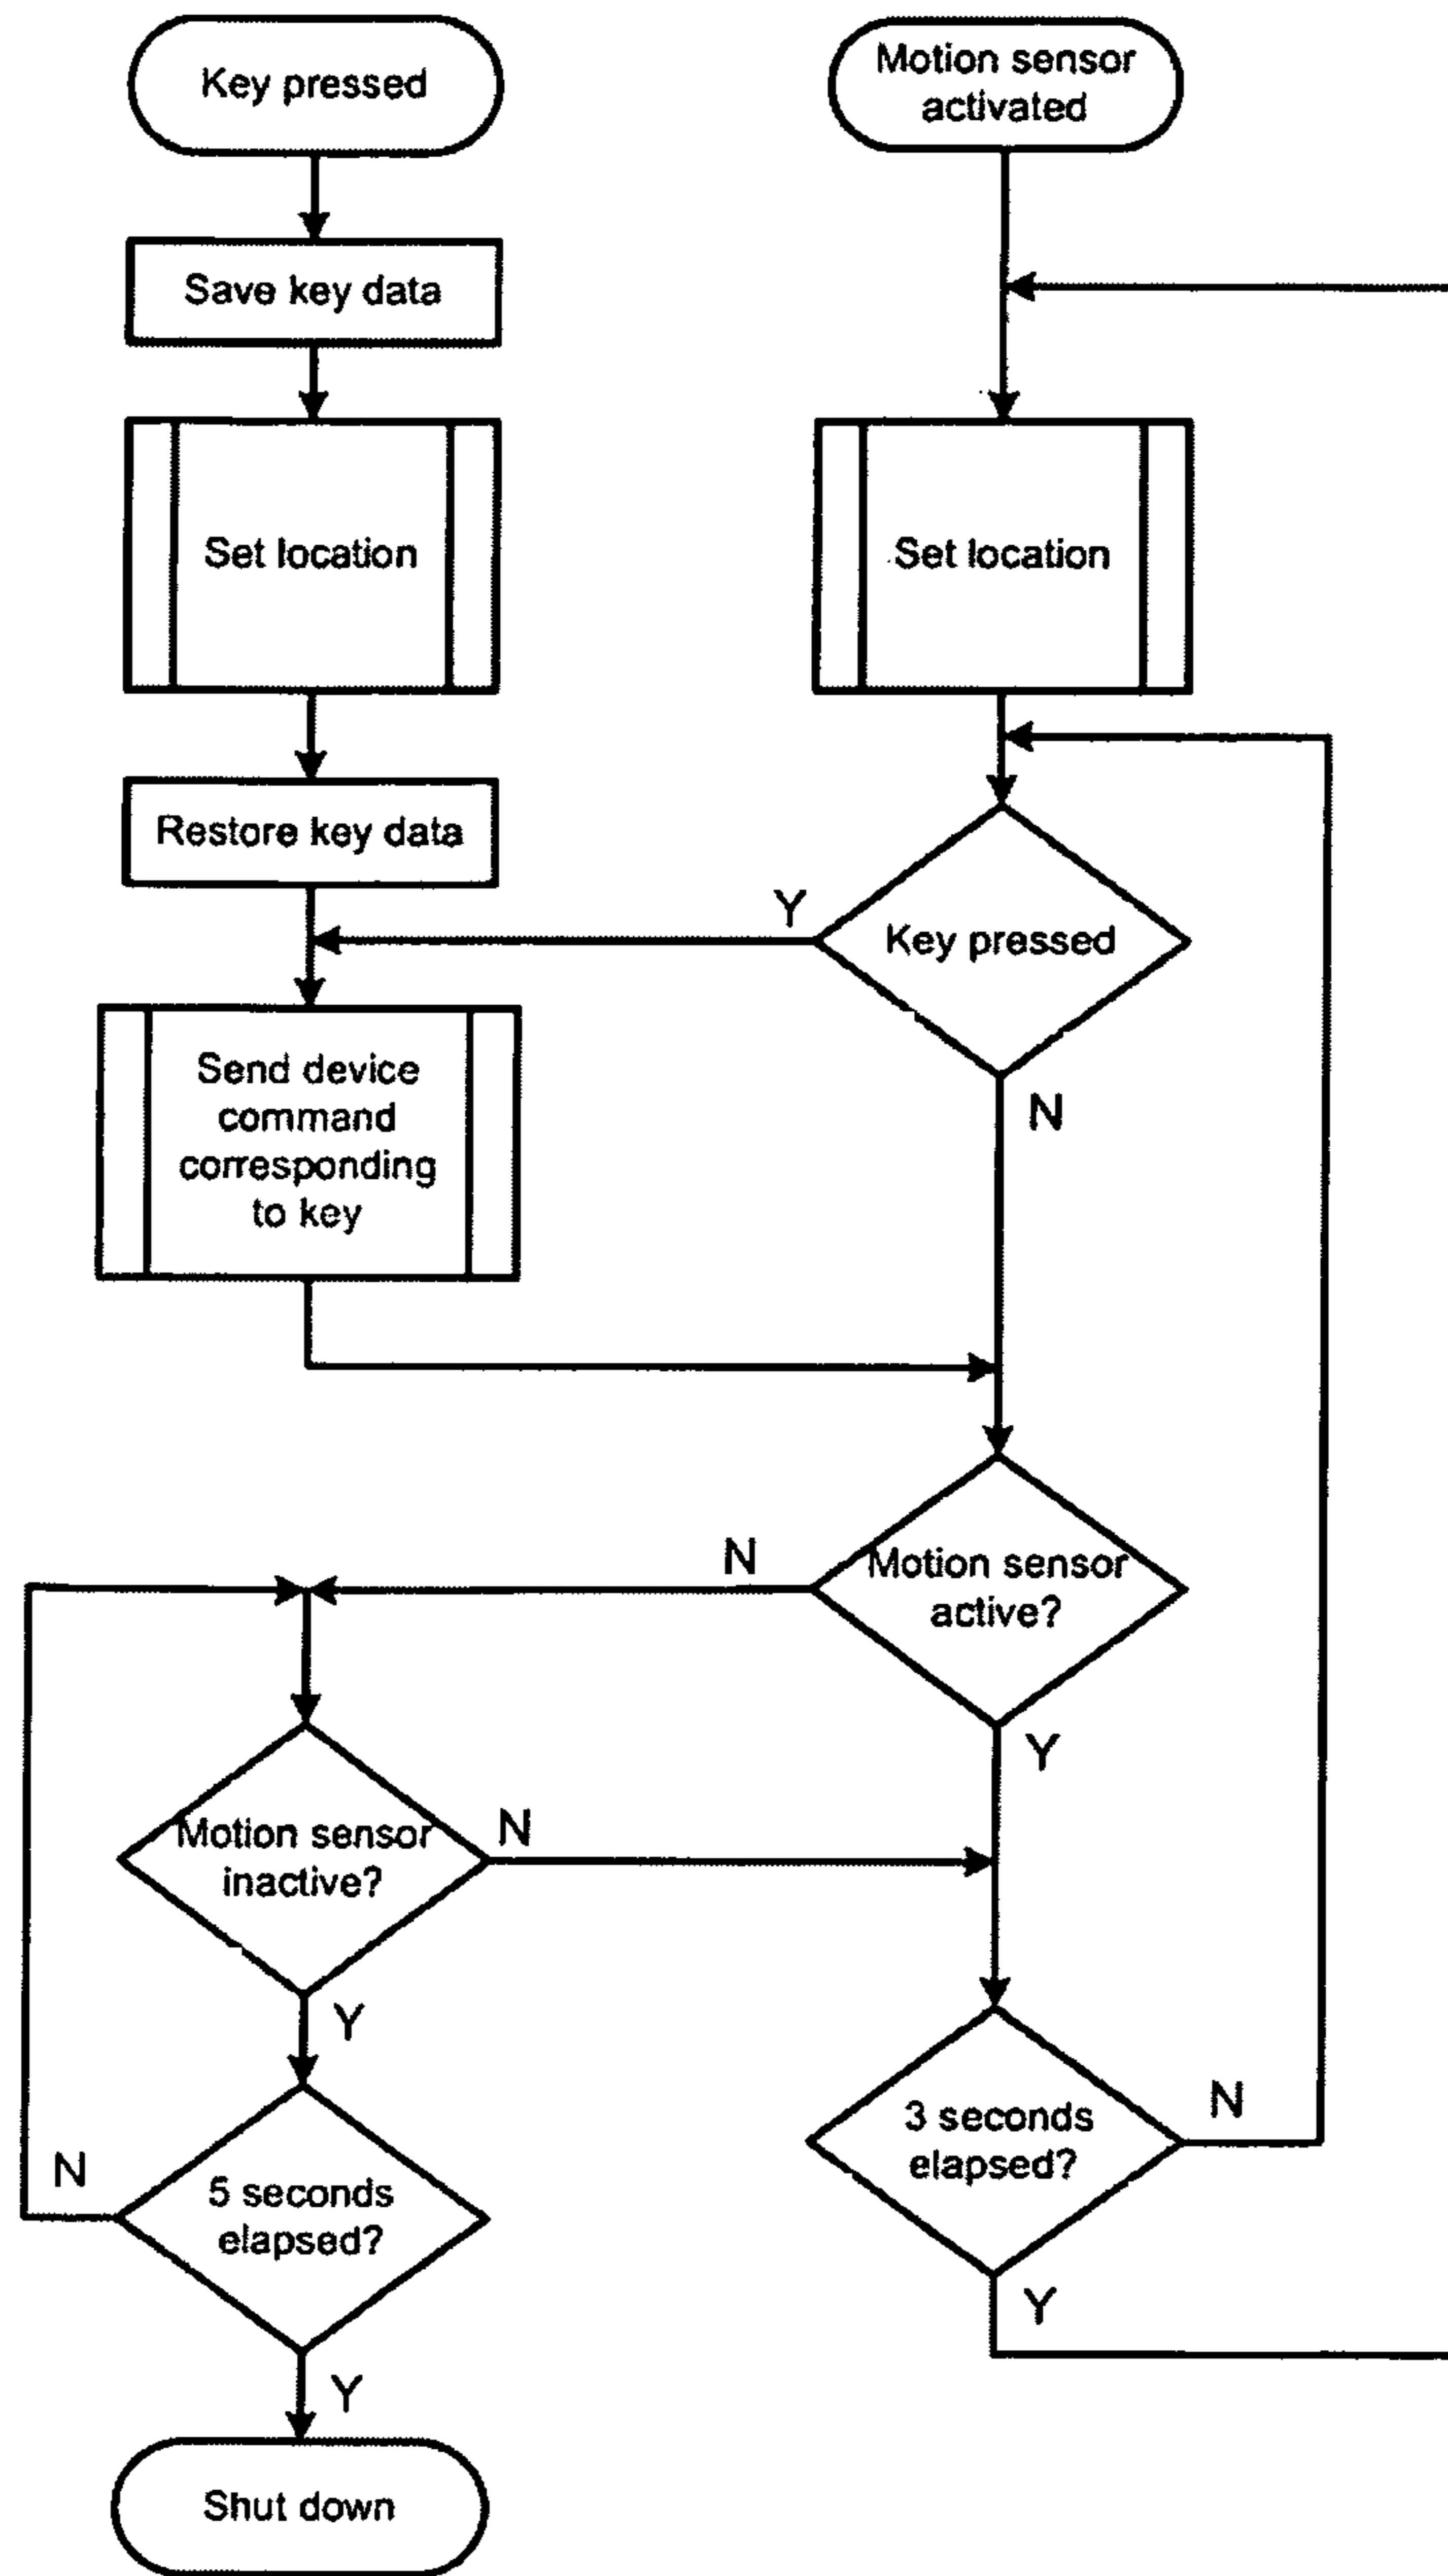 Key pressed
Motion sensor
activated
Save key data
Set location
Set location
Restore key data
Y
Key pressed
N
Send device
command
corresponding
to key
N
Motion sensor
active?
Y
Motion sensor
inactive?
N
Y
3 seconds
elapsed?
N
N
5 seconds
elapsed?
Y
Y
Shut down